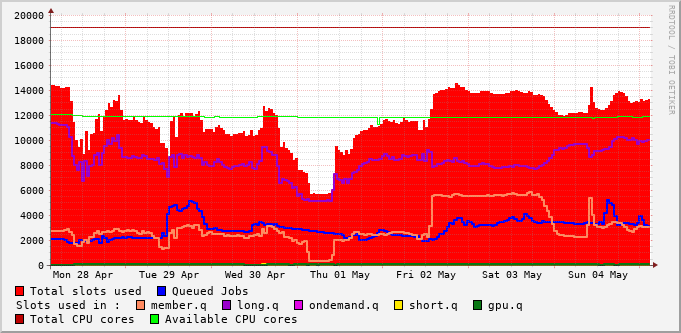 20000
18000
16000
14000
12000
10000
8000
6000
4000
2000
0
Mon 28 Apr Tue 29 Apr Wed 30 Apr Thu 01 May Fri 02 May Sat 03 May Sun 04 May
Total slots used Queued Jobs
Slots used in : member.q long.q ondemand.q short.q gpu.q
Total CPU cores Available CPU cores
RRDTOOL / TOBI OETIKER